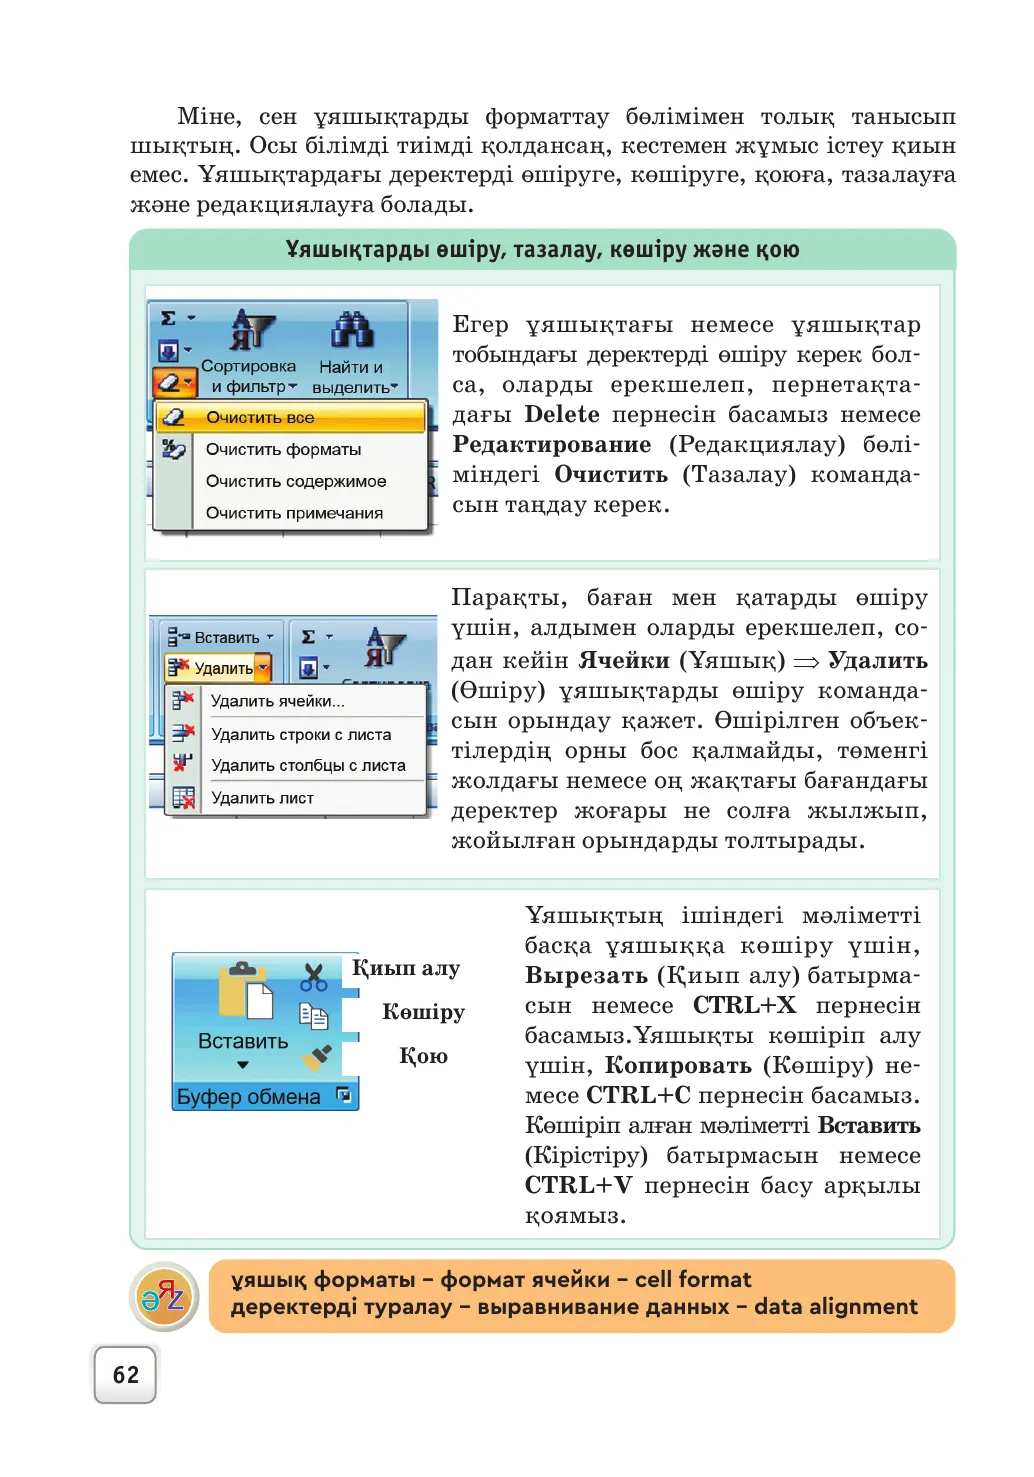 Міне, сен ұяшықтарды форматтау бөлімімен толық танысып
шықтың. Осы білімді тиімді қолдансаң, кестемен жұмыс істеу қиын
емес. Ұяшықтардағы деректерді өшіруге, көшіруге, қоюға, тазалауға
және редакциялауға болады.
Ұяшықтарды өшіру, тазалау, көшіру және қою
Σ
Сортировка
и фильтр
Найти и
выделить
Очистить все
Очистить форматы
Очистить содержимое
Очистить примечания
Егер ұяшықтағы немесе ұяшықтар
тобындағы деректерді өшіру керек бол-
са, оларды ерекшелеп, пернетақта-
дағы Delete пернесін басамыз немесе
Редактирование (Редакциялау) бөлі-
міндегі Очистить (Тазалау) команда-
сын таңдау керек.
Вставить
Σ
Удалить
Удалить ячейки...
Удалить строки с листа
Удалить столбцы с листа
Удалить лист
Парақты, баған мен қатарды өшіру
үшін, алдымен оларды ерекшелеп, со-
дан кейін Ячейки (Ұяшық) ⇒ Удалить
(Өшіру) ұяшықтарды өшіру команда-
сын орындау қажет. Өшірілген объек-
тілердің орны бос қалмайды, төменгі
жолдағы немесе оң жақтағы бағандағы
деректер жоғары не солға жылжып,
жойылған орындарды толтырады.
Вставить
Буфер обмена
Қиып алу
Көшіру
Қою
Ұяшықтың ішіндегі мәліметті
басқа ұяшыққа көшіру үшін,
Вырезать (Қиып алу) батырма-
сын немесе CTRL+X пернесін
басамыз.Ұяшықты көшіріп алу
үшін, Копировать (Көшіру) не-
месе CTRL+C пернесін басамыз.
Көшіріп алған мәліметті Вставить
(Кірістіру) батырмасын немесе
CTRL+V пернесін басу арқылы
қоямыз.
ұяшық форматы – формат ячейки – cell format
деректерді туралау – выравнивание данных – data alignment
62